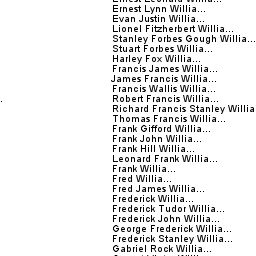 Ernest Lynn Willia...
Evan Justin Willia...
Lionel Fitzherbert Willia...
Stanley Forbes Gough Willia...
Stuart Forbes Willia...
Harley Fox Willia...
Francis James Willia...
James Francis Willia...
Francis Wallis Willia...
Robert Francis Willia...
Richard Francis Stanley Willia
Thomas Francis Willia...
Frank Gifford Willia...
Frank John Willia...
Frank Hill Willia...
Leonard Frank Willia...
Frank Willia...
Fred Willia...
Fred James Willia...
Frederick Willia...
Frederick Tudor Willia...
Frederick John Willia...
George Frederick Willia...
Frederick Stanley Willia...
Gabriel Rock Willia...